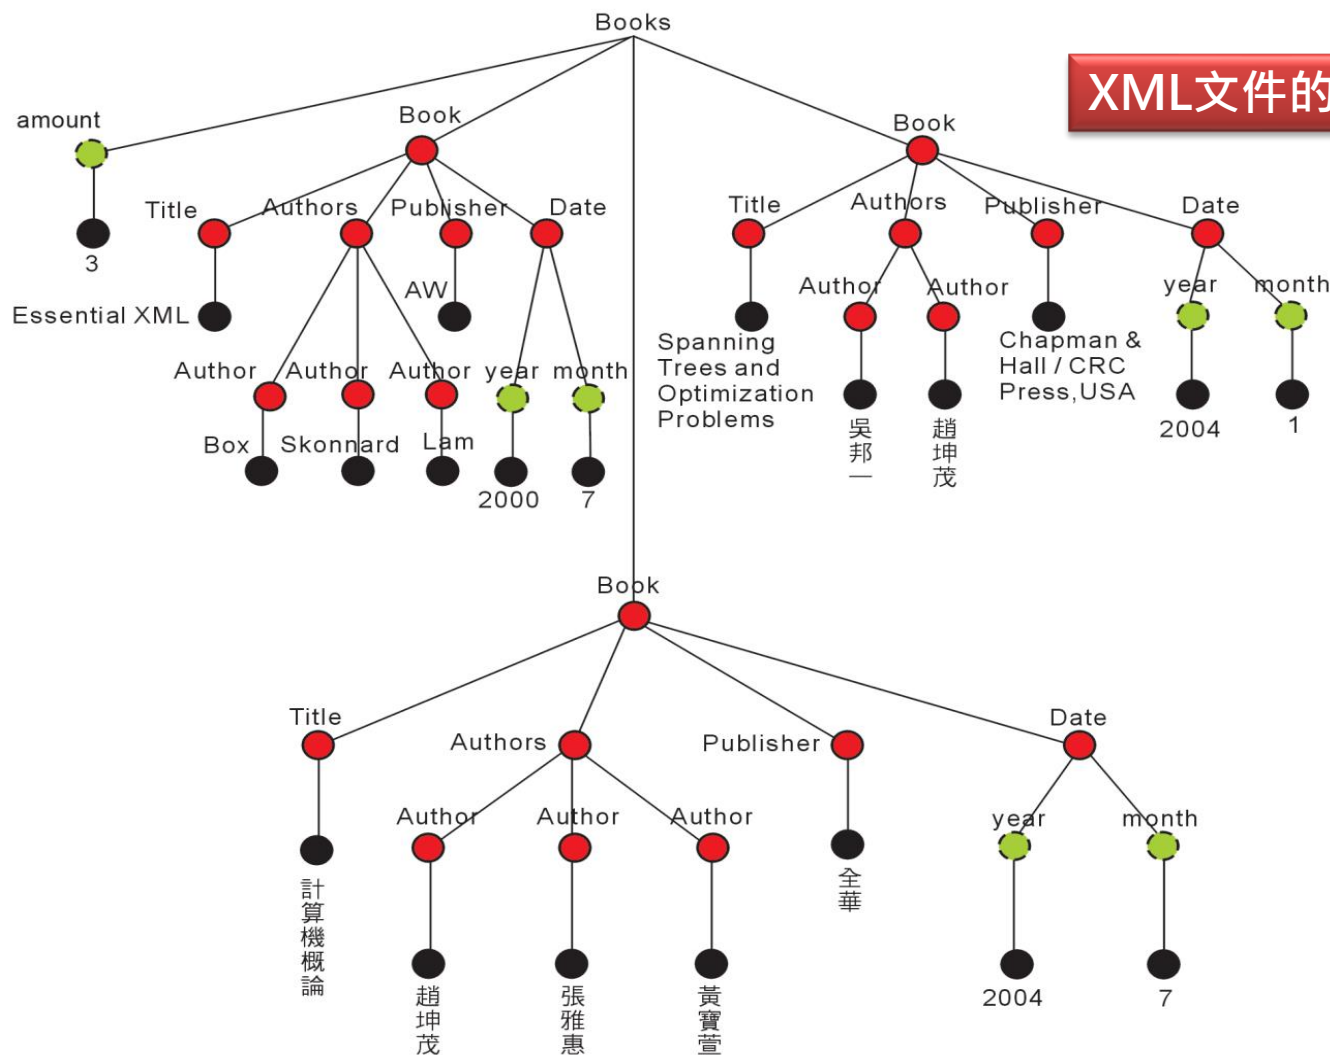 Books
XML文件的
amount
3
Book
Title
Authors
Publisher
Date
Essential XML
AW
Author
Author
Author
year
month
Box
Skonnard
Lam
2000
7
Book
Title
Authors
Publisher
Date
Author
Author
year
month
Spanning
Trees and
Optimization
Problems
吳邦一
趙坤茂
Chapman &
Hall / CRC
Press,USA
2004
1
Book
Title
Authors
Publisher
Date
Author
Author
Author
year
month
計算機概論
趙坤茂
張雅惠
黃寶萱
全華
2004
7